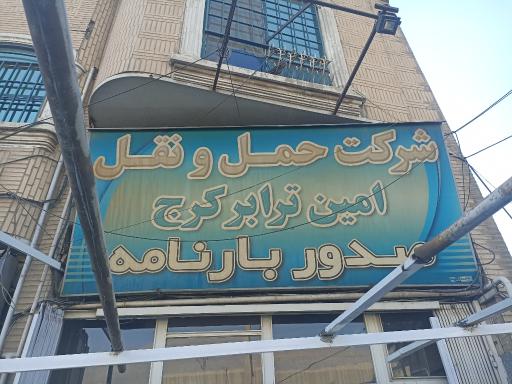 شرکت حمل و نقل
امین ترابر کرج
صدور بارنامه